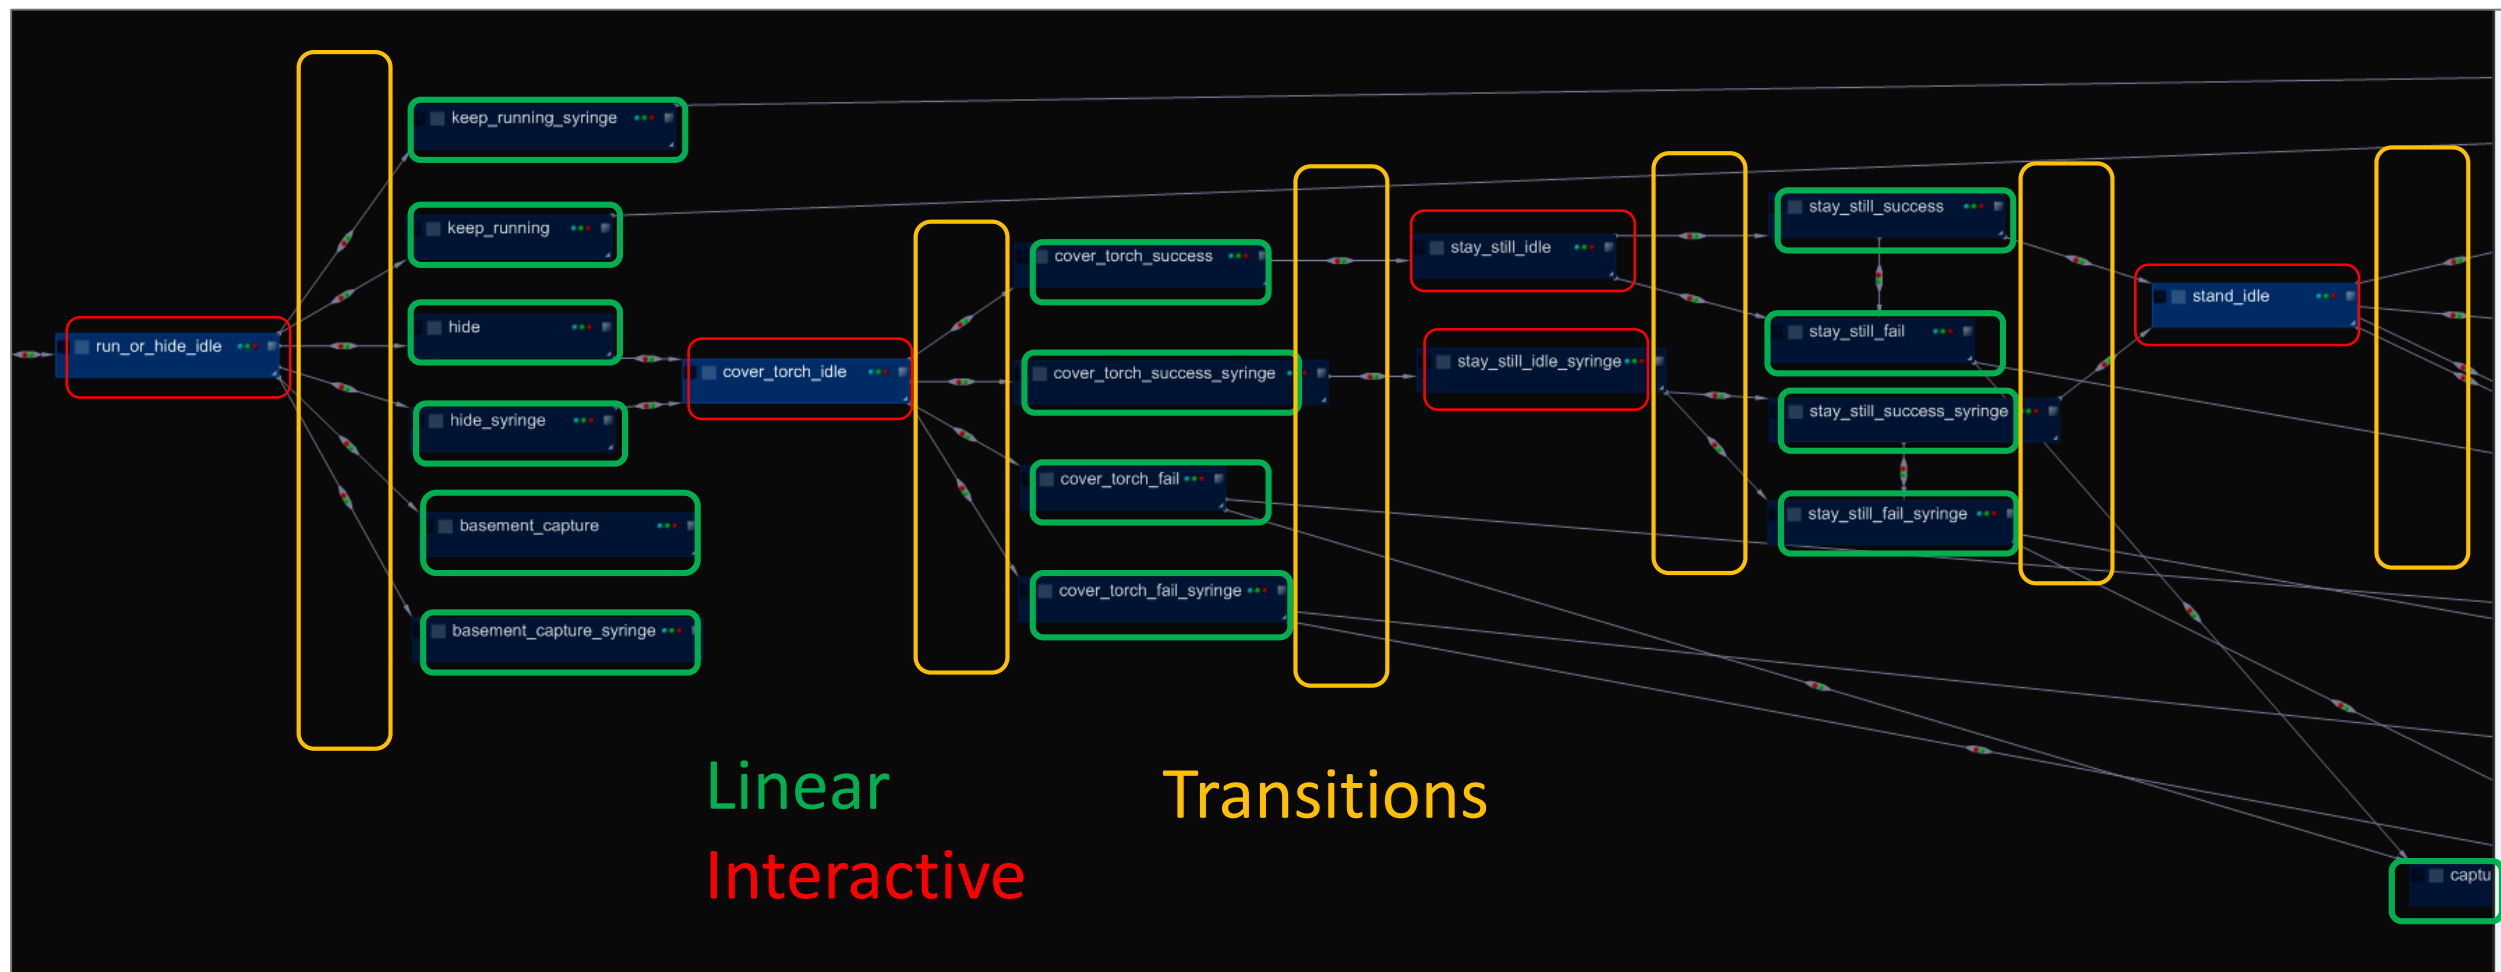 keep_running_syringe
keep_running
hide
run_or_hide_idle
hide_syringe
basement_capture
basement_capture_syringe
cover_torch_idle
cover_torch_success
cover_torch_success_syringe
cover_torch_fail
cover_torch_fail_syringe
stay_still_idle
stay_still_idle_syringe
stay_still_success
stay_still_fail
stay_still_success_syringe
stay_still_fail_syringe
stand_idle
captu
Linear
Transitions
Interactive